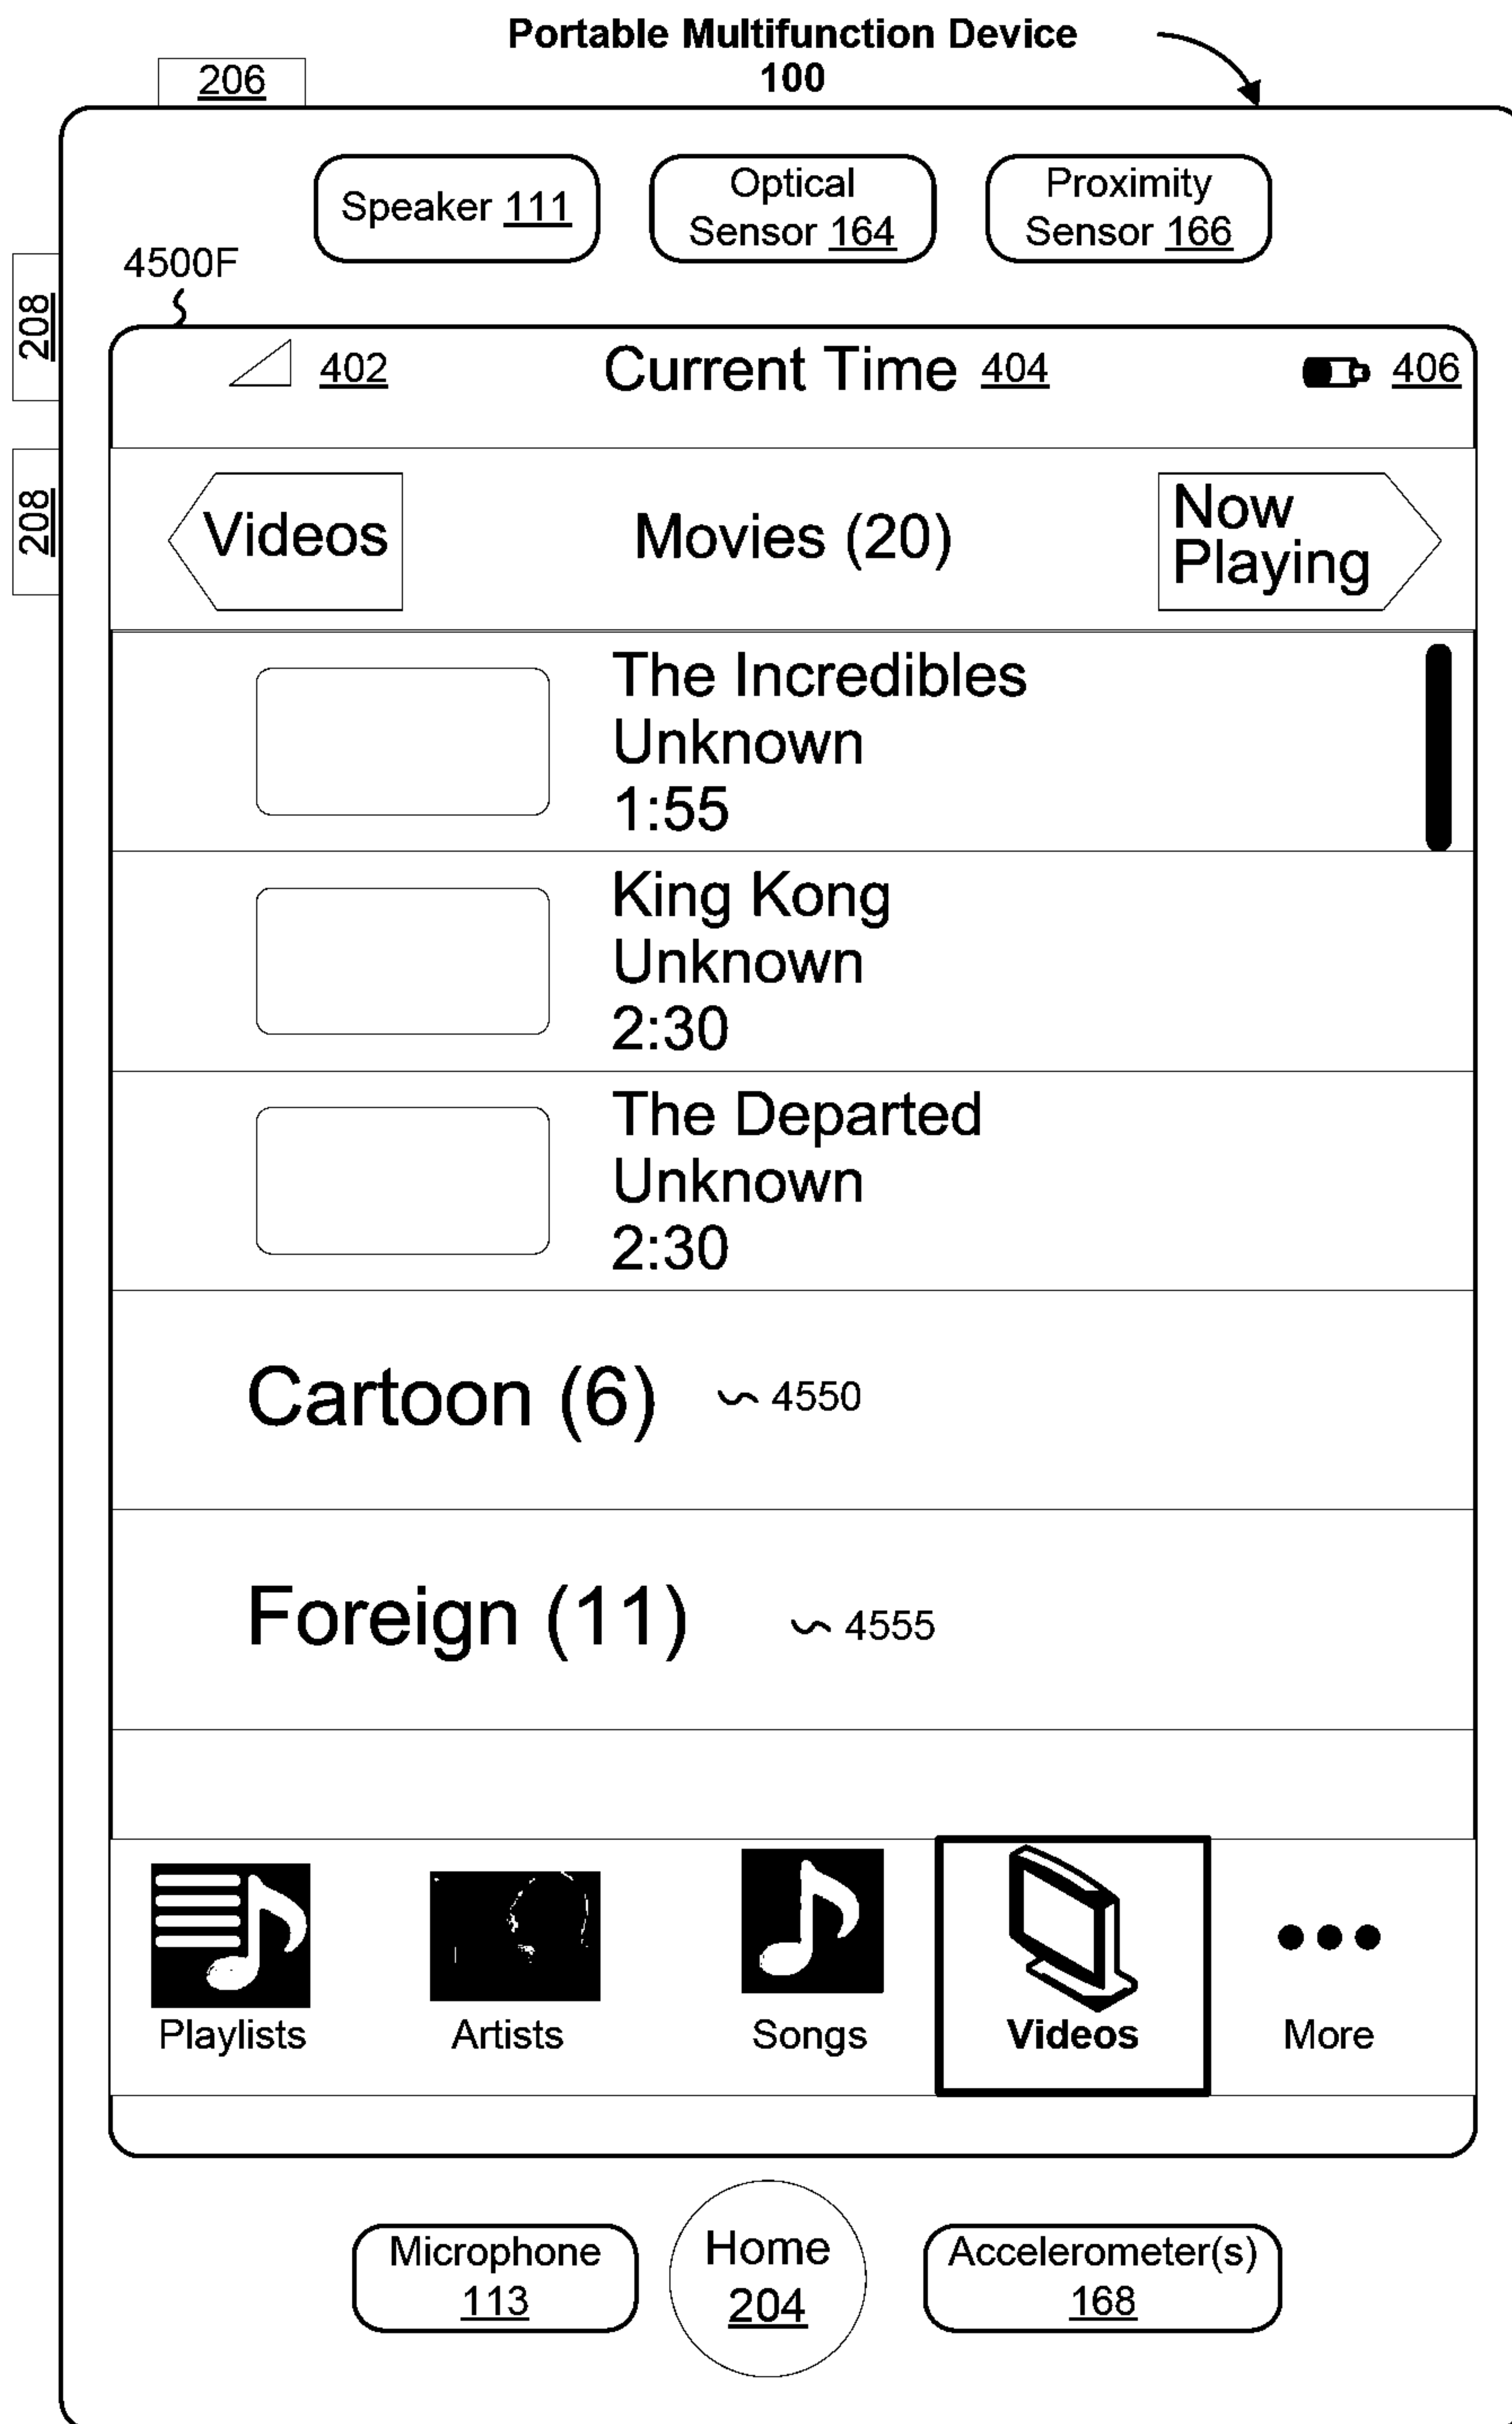 Portable Multifunction Device
100
206
Speaker 111
Optical
Sensor 164
Proximity
Sensor 166
4500F
208
208
402
Current Time 404
406
Videos
Movies (20)
Now
Playing
The Incredibles
Unknown
1:55
King Kong
Unknown
2:30
The Departed
Unknown
2:30
Cartoon (6)
4550
Foreign (11)
4555
Playlists
Artists
Songs
Videos
More
Microphone
113
Home
204
Accelerometer(s)
168